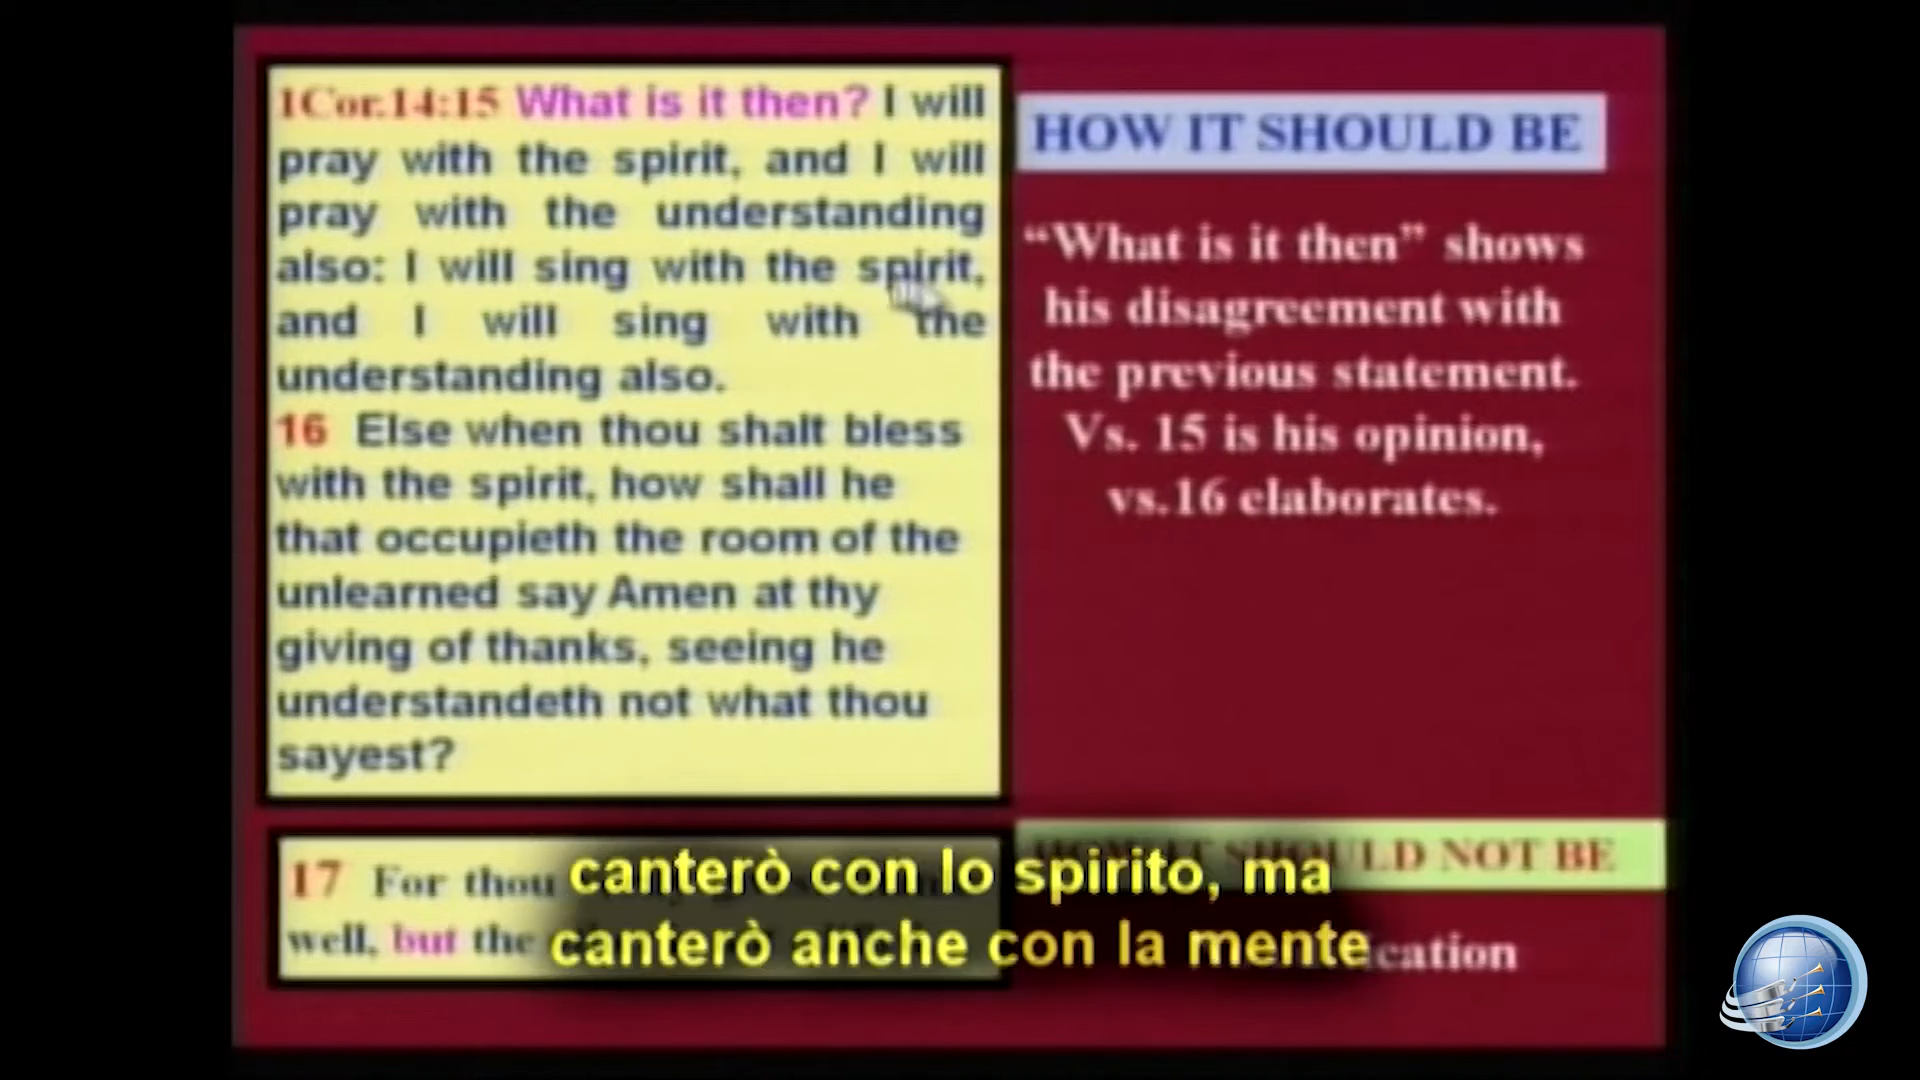 1Cor.14:15 What is it then? I will
pray with the spirit, and I will
pray with the understanding
also: I will sing with the spirit,
and I will sing with the
understanding also.
16 Else when thou shalt bless
with the spirit, how shall he
that occupieth the room of the
unlearned say Amen at thy
giving of thanks, seeing he
understandeth not what thou
sayest?
HOW IT SHOULD BE
“What is it then” shows
his disagreement with
the previous statement.
Vs. 15 is his opinion,
vs.16 elaborates.
17 For thou
well, but the
HOW IT SHOULD NOT BE
canterò con lo spirito, ma
canterò anche con la mente